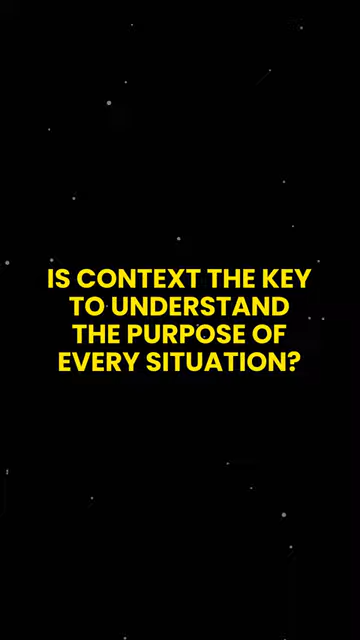 IS CONTEXT THE KEY
TO UNDERSTAND
THE PURPOSE OF
EVERY SITUATION?